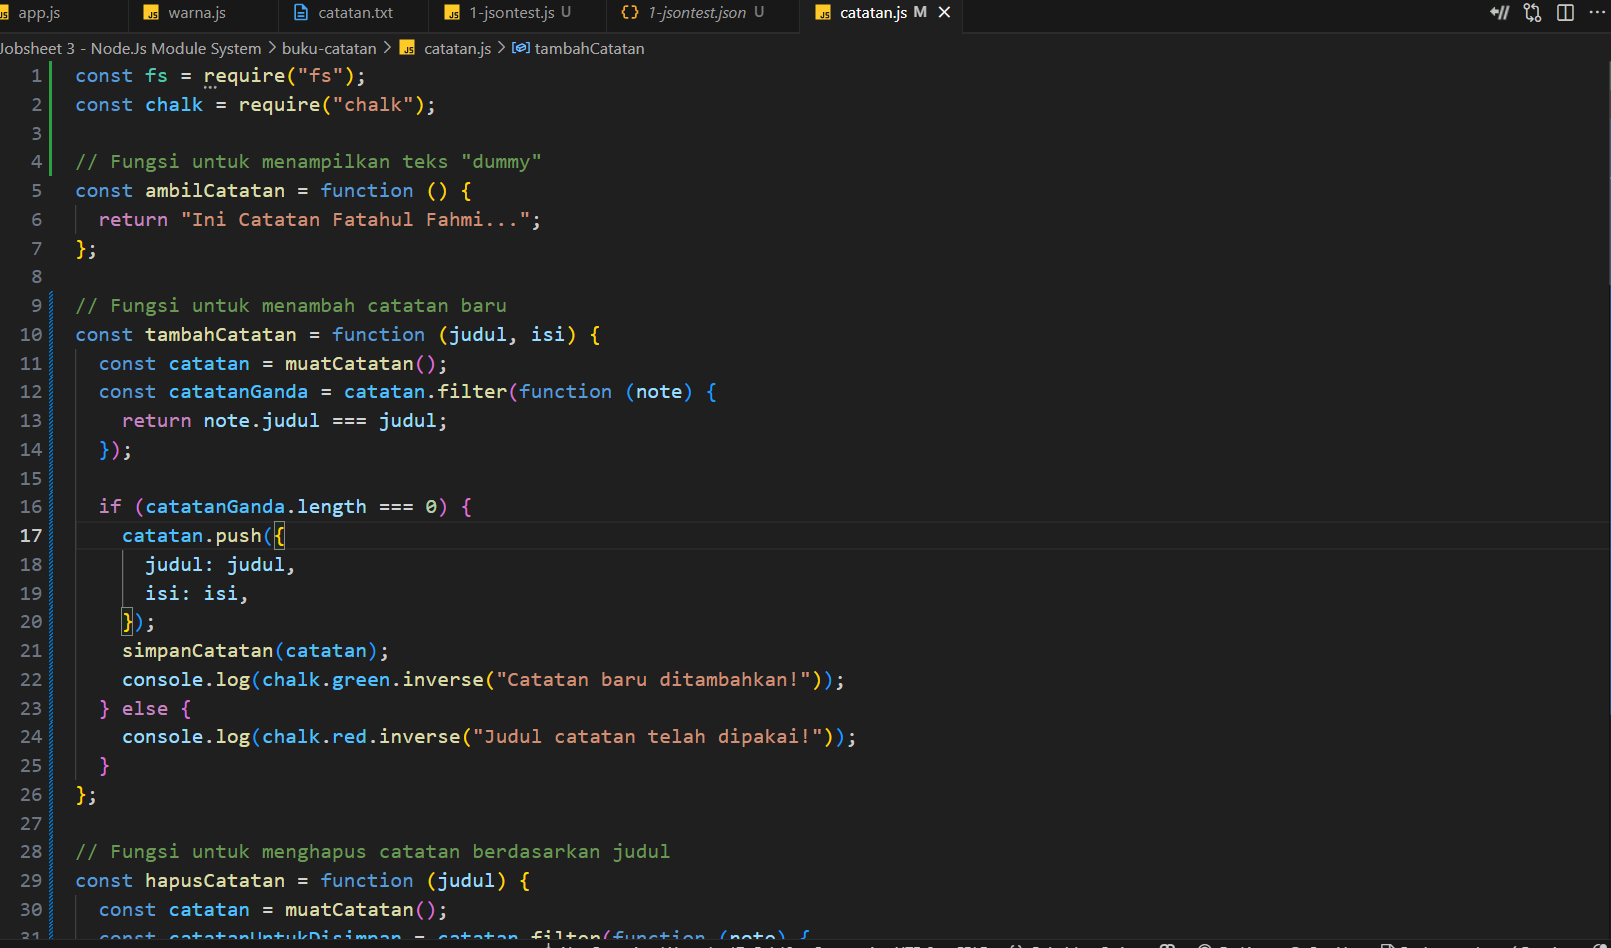 app.js
warna.js
catatan.txt
JS 1-jsontest.js U
{} 1-jsontest.json U
JS catatan.js M
Jobsheet 3 - Node.Js Module System > buku-catatan > JS catatan.js > tambahCatatan
1 const fs = require("fs");
2 const chalk = require("chalk");
3
4 // Fungsi untuk menampilkan teks "dummy"
5 const ambilCatatan = function () {
6 return "Ini Catatan Fatahul Fahmi...";
7 };
8
9 // Fungsi untuk menambah catatan baru
10 const tambahCatatan = function (judul, isi) {
11 const catatan = muatCatatan();
12 const catatanGanda = catatan.filter(function (note) {
13 return note.judul === judul;
14 });
15
16 if (catatanGanda.length === 0) {
17 catatan.push({
18 judul: judul,
19 isi: isi,
20 });
21 simpanCatatan(catatan);
22 console.log(chalk.green.inverse("Catatan baru ditambahkan!"));
23 } else {
24 console.log(chalk.red.inverse("Judul catatan telah dipakai!"));
25 }
26 };
27
28 // Fungsi untuk menghapus catatan berdasarkan judul
29 const hapusCatatan = function (judul) {
30 const catatan = muatCatatan();
31 const catatanUntukDisimpan = catatan.filter(function (note) {